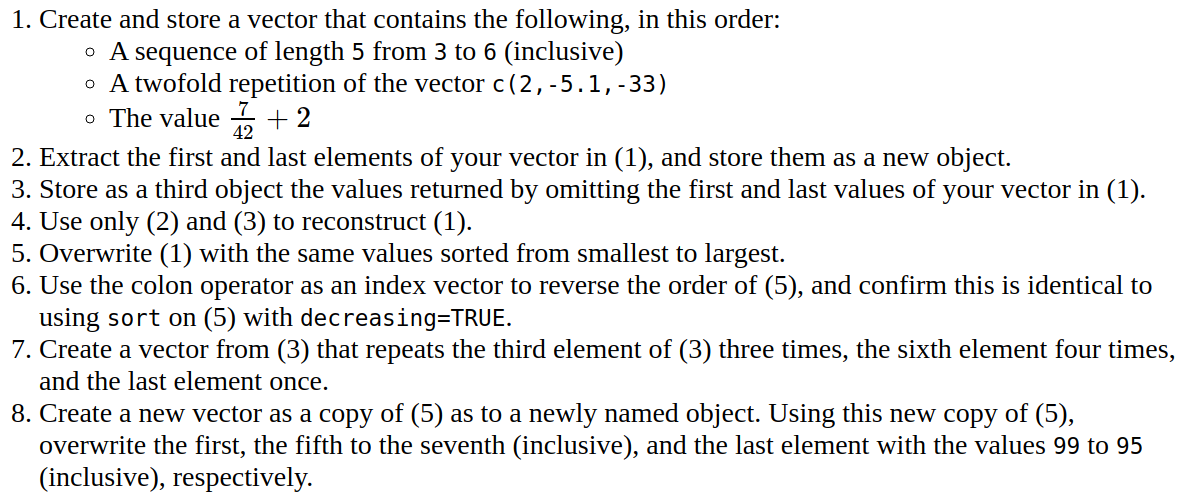 1. Create and store a vector that contains the following, in this order:
◦ A sequence of length 5 from 3 to 6 (inclusive)
◦ A twofold repetition of the vector c(2,-5.1,-33)
◦ The value 7/42 + 2
2. Extract the first and last elements of your vector in (1), and store them as a new object.
3. Store as a third object the values returned by omitting the first and last values of your vector in (1).
4. Use only (2) and (3) to reconstruct (1).
5. Overwrite (1) with the same values sorted from smallest to largest.
6. Use the colon operator as an index vector to reverse the order of (5), and confirm this is identical to
using sort on (5) with decreasing=TRUE.
7. Create a vector from (3) that repeats the third element of (3) three times, the sixth element four times,
and the last element once.
8. Create a new vector as a copy of (5) as to a newly named object. Using this new copy of (5),
overwrite the first, the fifth to the seventh (inclusive), and the last element with the values 99 to 95
(inclusive), respectively.